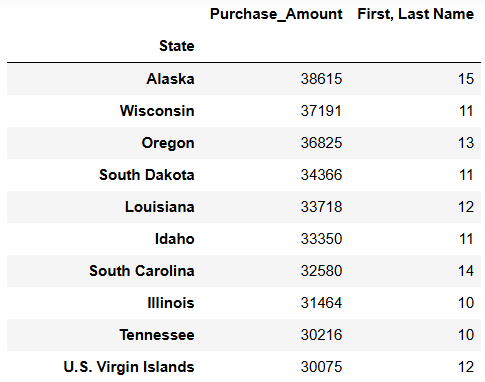 Purchase_Amount First, Last Name
State
Alaska 38615 15
Wisconsin 37191 11
Oregon 36825 13
South Dakota 34366 11
Louisiana 33718 12
Idaho 33350 11
South Carolina 32580 14
Illinois 31464 10
Tennessee 30216 10
U.S. Virgin Islands 30075 12